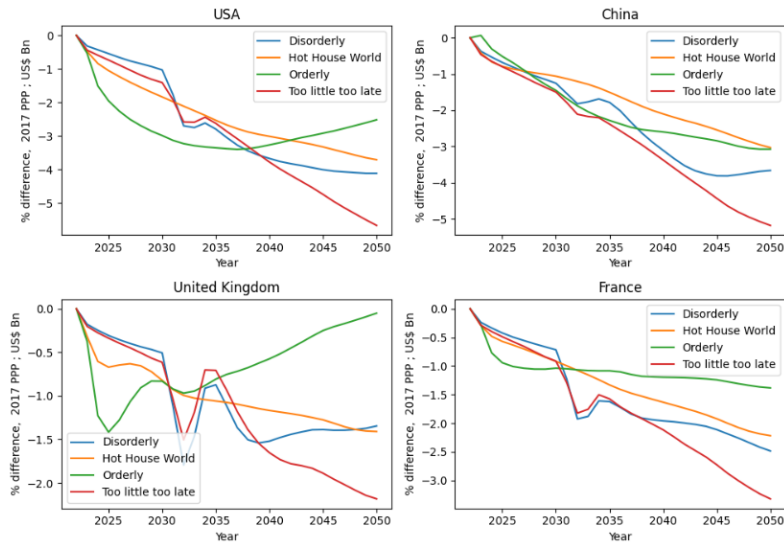 USA
% difference, 2017 PPP ; US$ Bn
0
−1
−2
−3
−4
−5
2025 2030 2035 2040 2045 2050
Year
Disorderly
Hot House World
Orderly
Too little too late
China
% difference, 2017 PPP ; US$ Bn
0
−1
−2
−3
−4
−5
2025 2030 2035 2040 2045 2050
Year
Disorderly
Hot House World
Orderly
Too little too late
United Kingdom
% difference, 2017 PPP ; US$ Bn
0.0
−0.5
−1.0
−1.5
−2.0
2025 2030 2035 2040 2045 2050
Year
Disorderly
Hot House World
Orderly
Too little too late
France
% difference, 2017 PPP ; US$ Bn
0.0
−0.5
−1.0
−1.5
−2.0
−2.5
−3.0
2025 2030 2035 2040 2045 2050
Year
Disorderly
Hot House World
Orderly
Too little too late